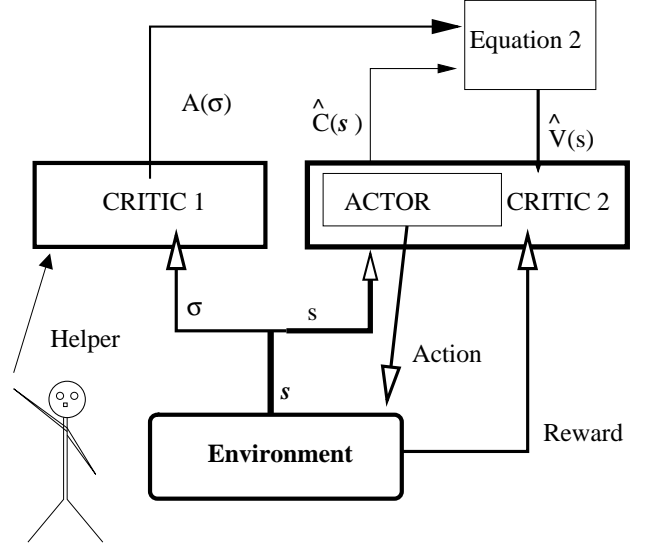 Equation 2
A(σ)
^
C(s )
^
V(s)
CRITIC 1
ACTOR
CRITIC 2
σ
s
Helper
Action
s
Reward
Environment